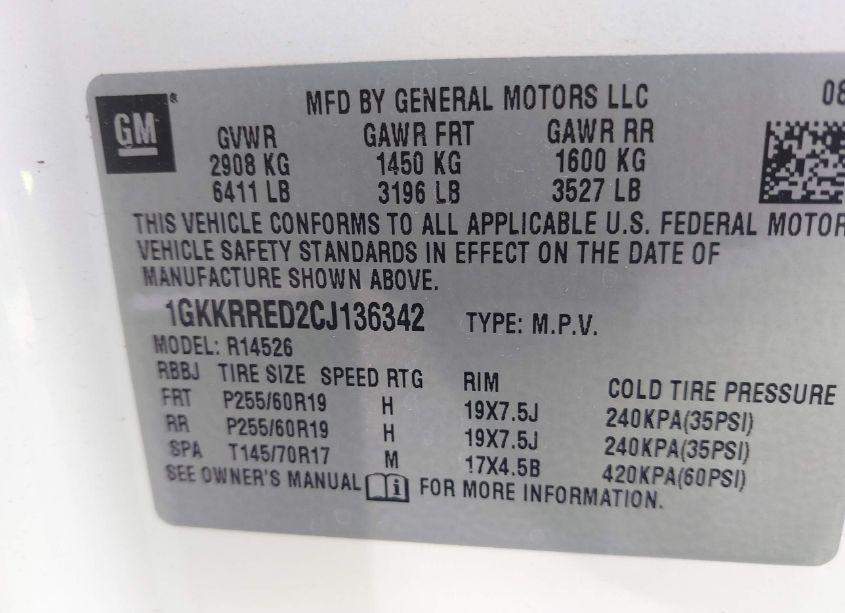 MFD BY GENERAL MOTORS LLC 08
GM®
GVWR GAWR FRT GAWR RR
2908 KG 1450 KG 1600 KG
6411 LB 3196 LB 3527 LB
THIS VEHICLE CONFORMS TO ALL APPLICABLE U.S. FEDERAL MOTOR
VEHICLE SAFETY STANDARDS IN EFFECT ON THE DATE OF
MANUFACTURE SHOWN ABOVE.
1GKKRRED2CJ136342 TYPE: M.P.V.
MODEL: R14526
RBBJ TIRE SIZE SPEED RTG RIM COLD TIRE PRESSURE
FRT P255/60R19 H 19X7.5J 240KPA(35PSI)
RR P255/60R19 H 19X7.5J 240KPA(35PSI)
SPA T145/70R17 M 17X4.5B 420KPA(60PSI)
SEE OWNER'S MANUAL i FOR MORE INFORMATION.